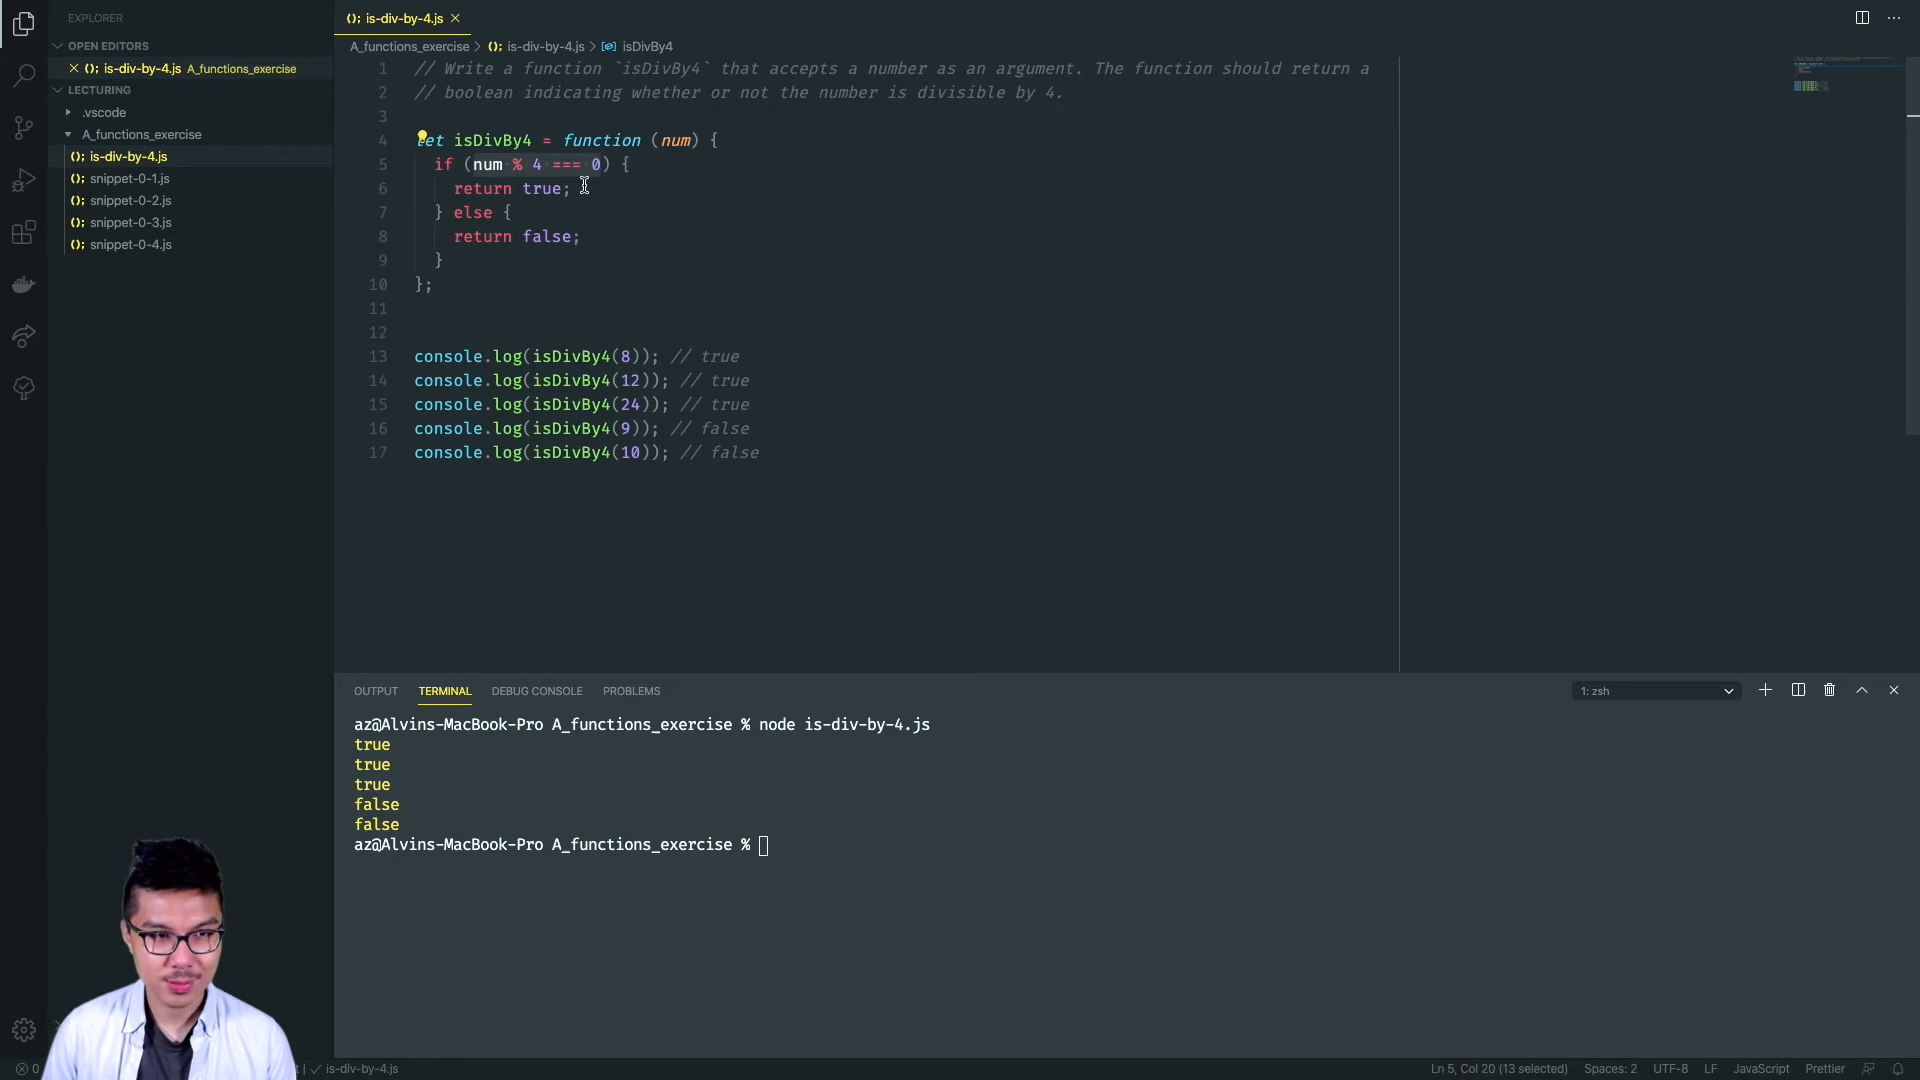 EXPLORER
OPEN EDITORS
is-div-by-4.js A_functions_exercise
LECTURING
.vscode
A_functions_exercise
is-div-by-4.js
snippet-0-1.js
snippet-0-2.js
snippet-0-3.js
snippet-0-4.js
(); is-div-by-4.js
A_functions_exercise > (); is-div-by-4.js > isDivBy4
1 // Write a function `isDivBy4` that accepts a number as an argument. The function should return a
2 // boolean indicating whether or not the number is divisible by 4.
3
4 let isDivBy4 = function (num) {
5 if (num % 4 === 0) {
6 return true;
7 } else {
8 return false;
9 }
10 };
11
12
13 console.log(isDivBy4(8)); // true
14 console.log(isDivBy4(12)); // true
15 console.log(isDivBy4(24)); // true
16 console.log(isDivBy4(9)); // false
17 console.log(isDivBy4(10)); // false
OUTPUT TERMINAL DEBUG CONSOLE PROBLEMS 1: zsh
az@Alvins-MacBook-Pro A_functions_exercise % node is-div-by-4.js
true
true
true
false
false
az@Alvins-MacBook-Pro A_functions_exercise %
0 is-div-by-4.js Ln 5, Col 20 (13 selected) Spaces: 2 UTF-8 LF JavaScript Prettier